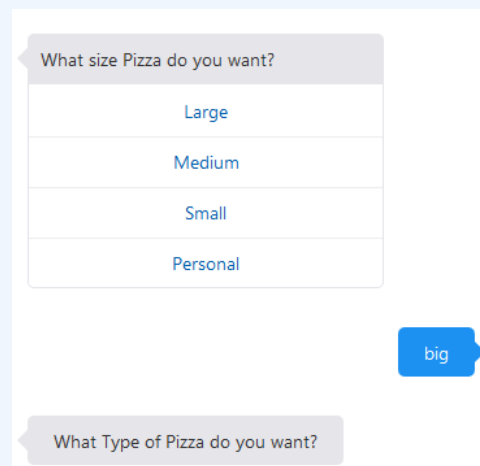 What size Pizza do you want?
Large
Medium
Small
Personal
big
What Type of Pizza do you want?